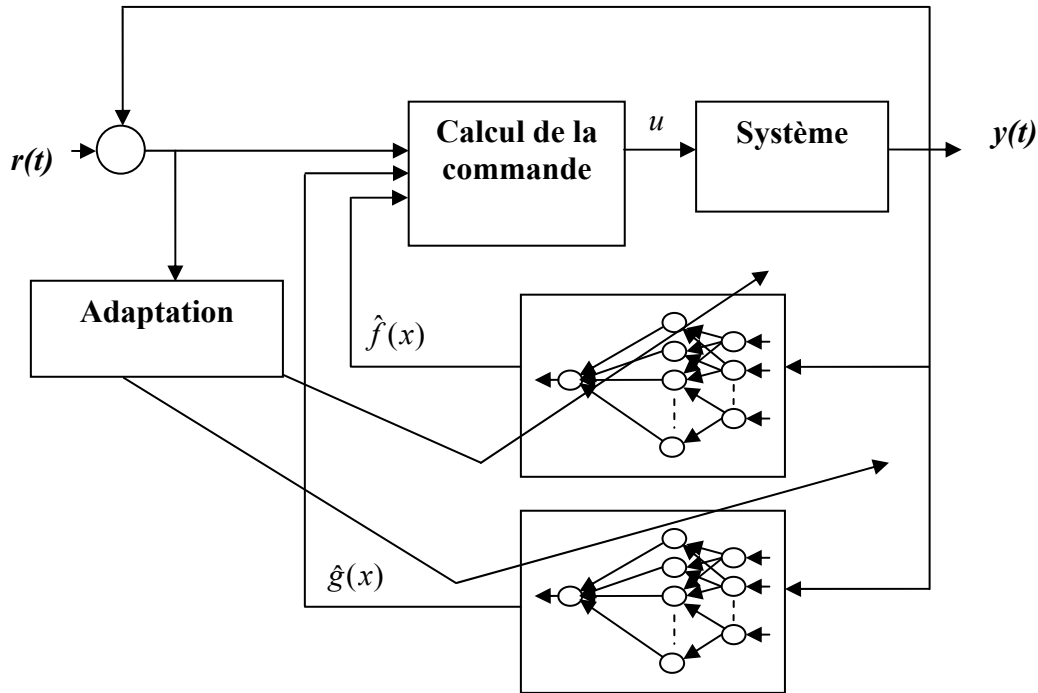 r(t)
Calcul de la
commande
u
Système
y(t)
Adaptation
f̂(x)
ĝ(x)